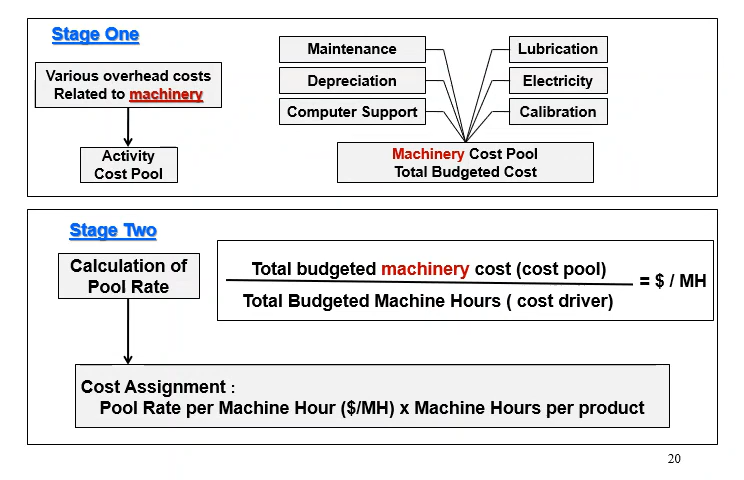 Stage One
Various overhead costs
Related to machinery
Activity
Cost Pool
Maintenance
Depreciation
Computer Support
Lubrication
Electricity
Calibration
Machinery Cost Pool
Total Budgeted Cost
Stage Two
Calculation of
Pool Rate
Total budgeted machinery cost (cost pool)
Total Budgeted Machine Hours ( cost driver)
= $ / MH
Cost Assignment :
Pool Rate per Machine Hour ($/MH) x Machine Hours per product
20